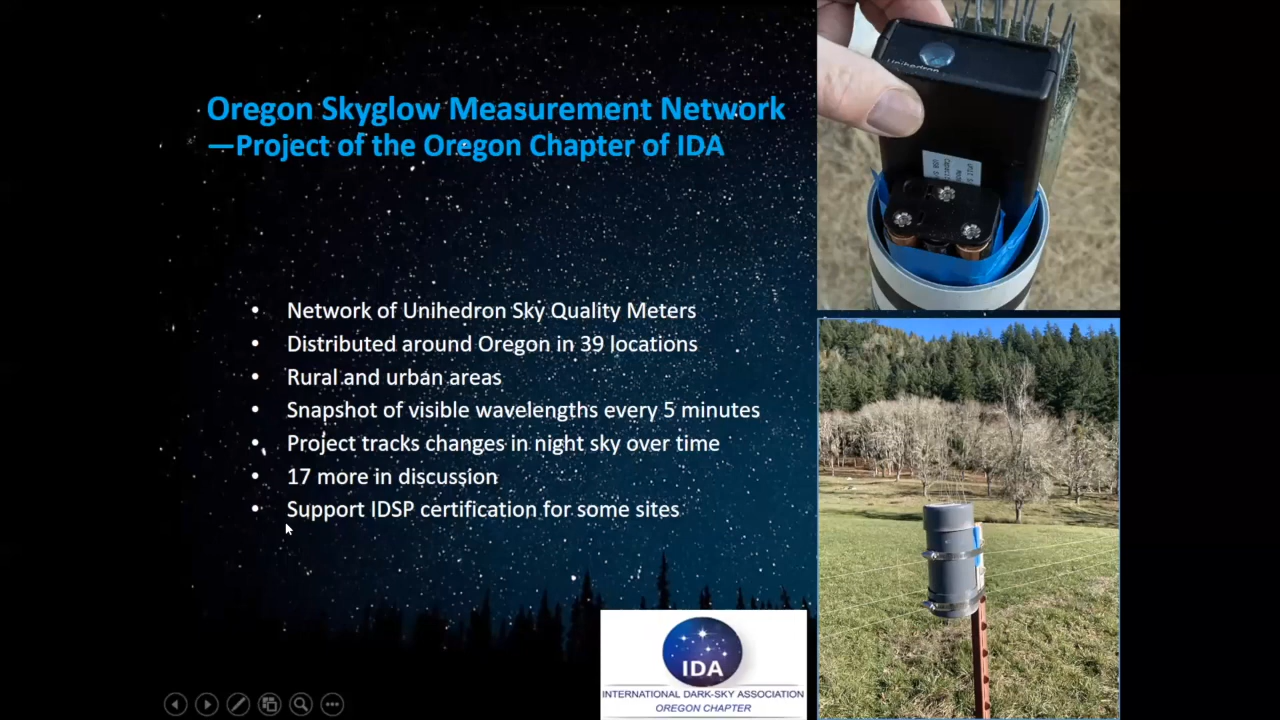 Oregon Skyglow Measurement Network
—Project of the Oregon Chapter of IDA
• Network of Unihedron Sky Quality Meters
• Distributed around Oregon in 39 locations
• Rural and urban areas
• Snapshot of visible wavelengths every 5 minutes
• Project tracks changes in night sky over time
• 17 more in discussion
• Support IDSP certification for some sites
Unihedron
IDA
INTERNATIONAL DARK-SKY ASSOCIATION
OREGON CHAPTER